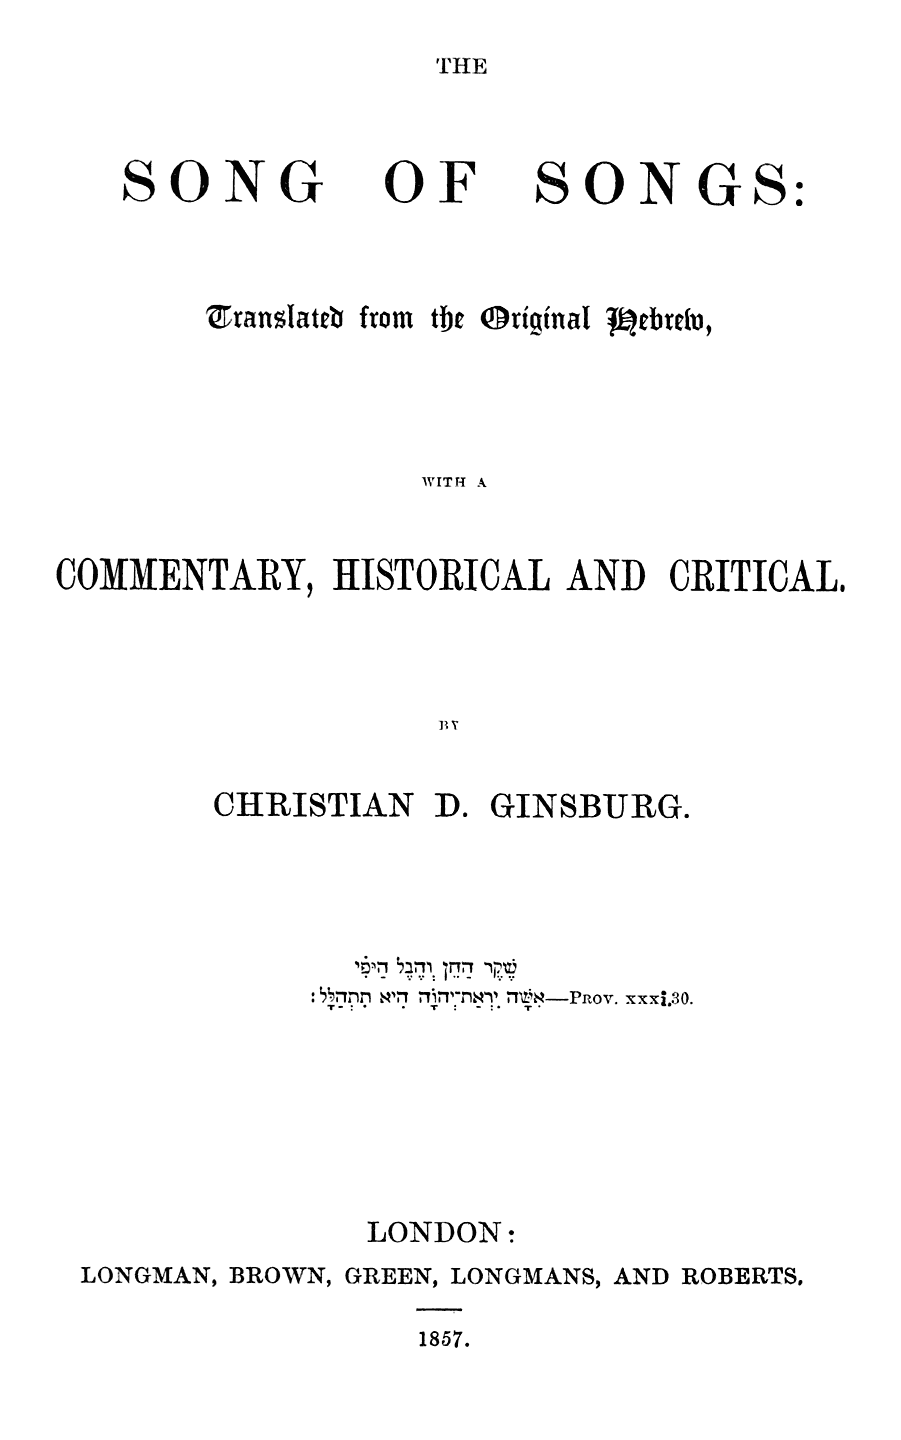 THE
SONG OF SONGS:
Translated from the Original Hebrew,
WITH A
COMMENTARY, HISTORICAL AND CRITICAL.
BY
CHRISTIAN D. GINSBURG.
שֶׁקֶר הַחֵן וְהֶבֶל הַיֹּפִי
אִשָּׁה יִרְאַת־יְהוָֹה הִיא תִתְהַלָּל׃—PROV. xxxi.30.
LONDON:
LONGMAN, BROWN, GREEN, LONGMANS, AND ROBERTS.
1857.